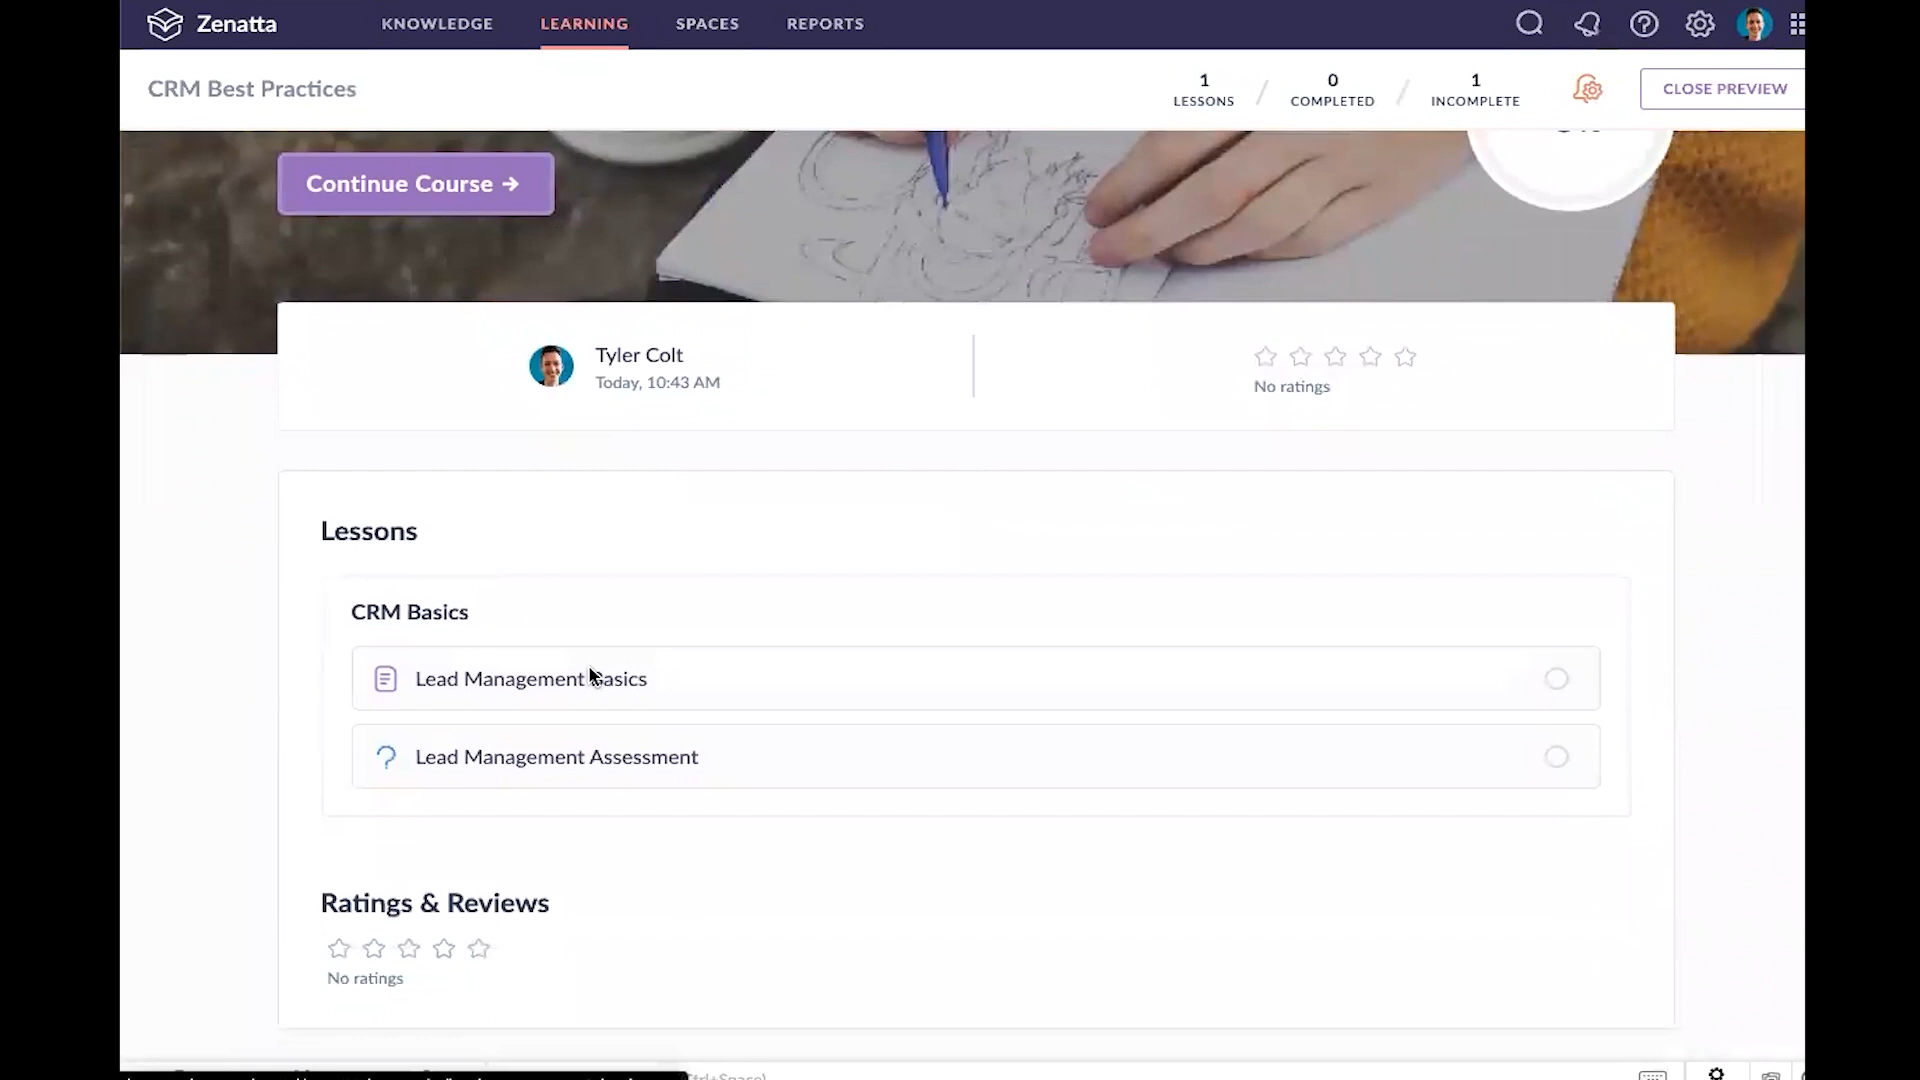 Zenatta
KNOWLEDGE
LEARNING
SPACES
REPORTS
CRM Best Practices
1
LESSONS
/
0
COMPLETED
/
1
INCOMPLETE
CLOSE PREVIEW
Continue Course →
Tyler Colt
Today, 10:43 AM
No ratings
Lessons
CRM Basics
Lead Management Basics
Lead Management Assessment
Ratings & Reviews
No ratings